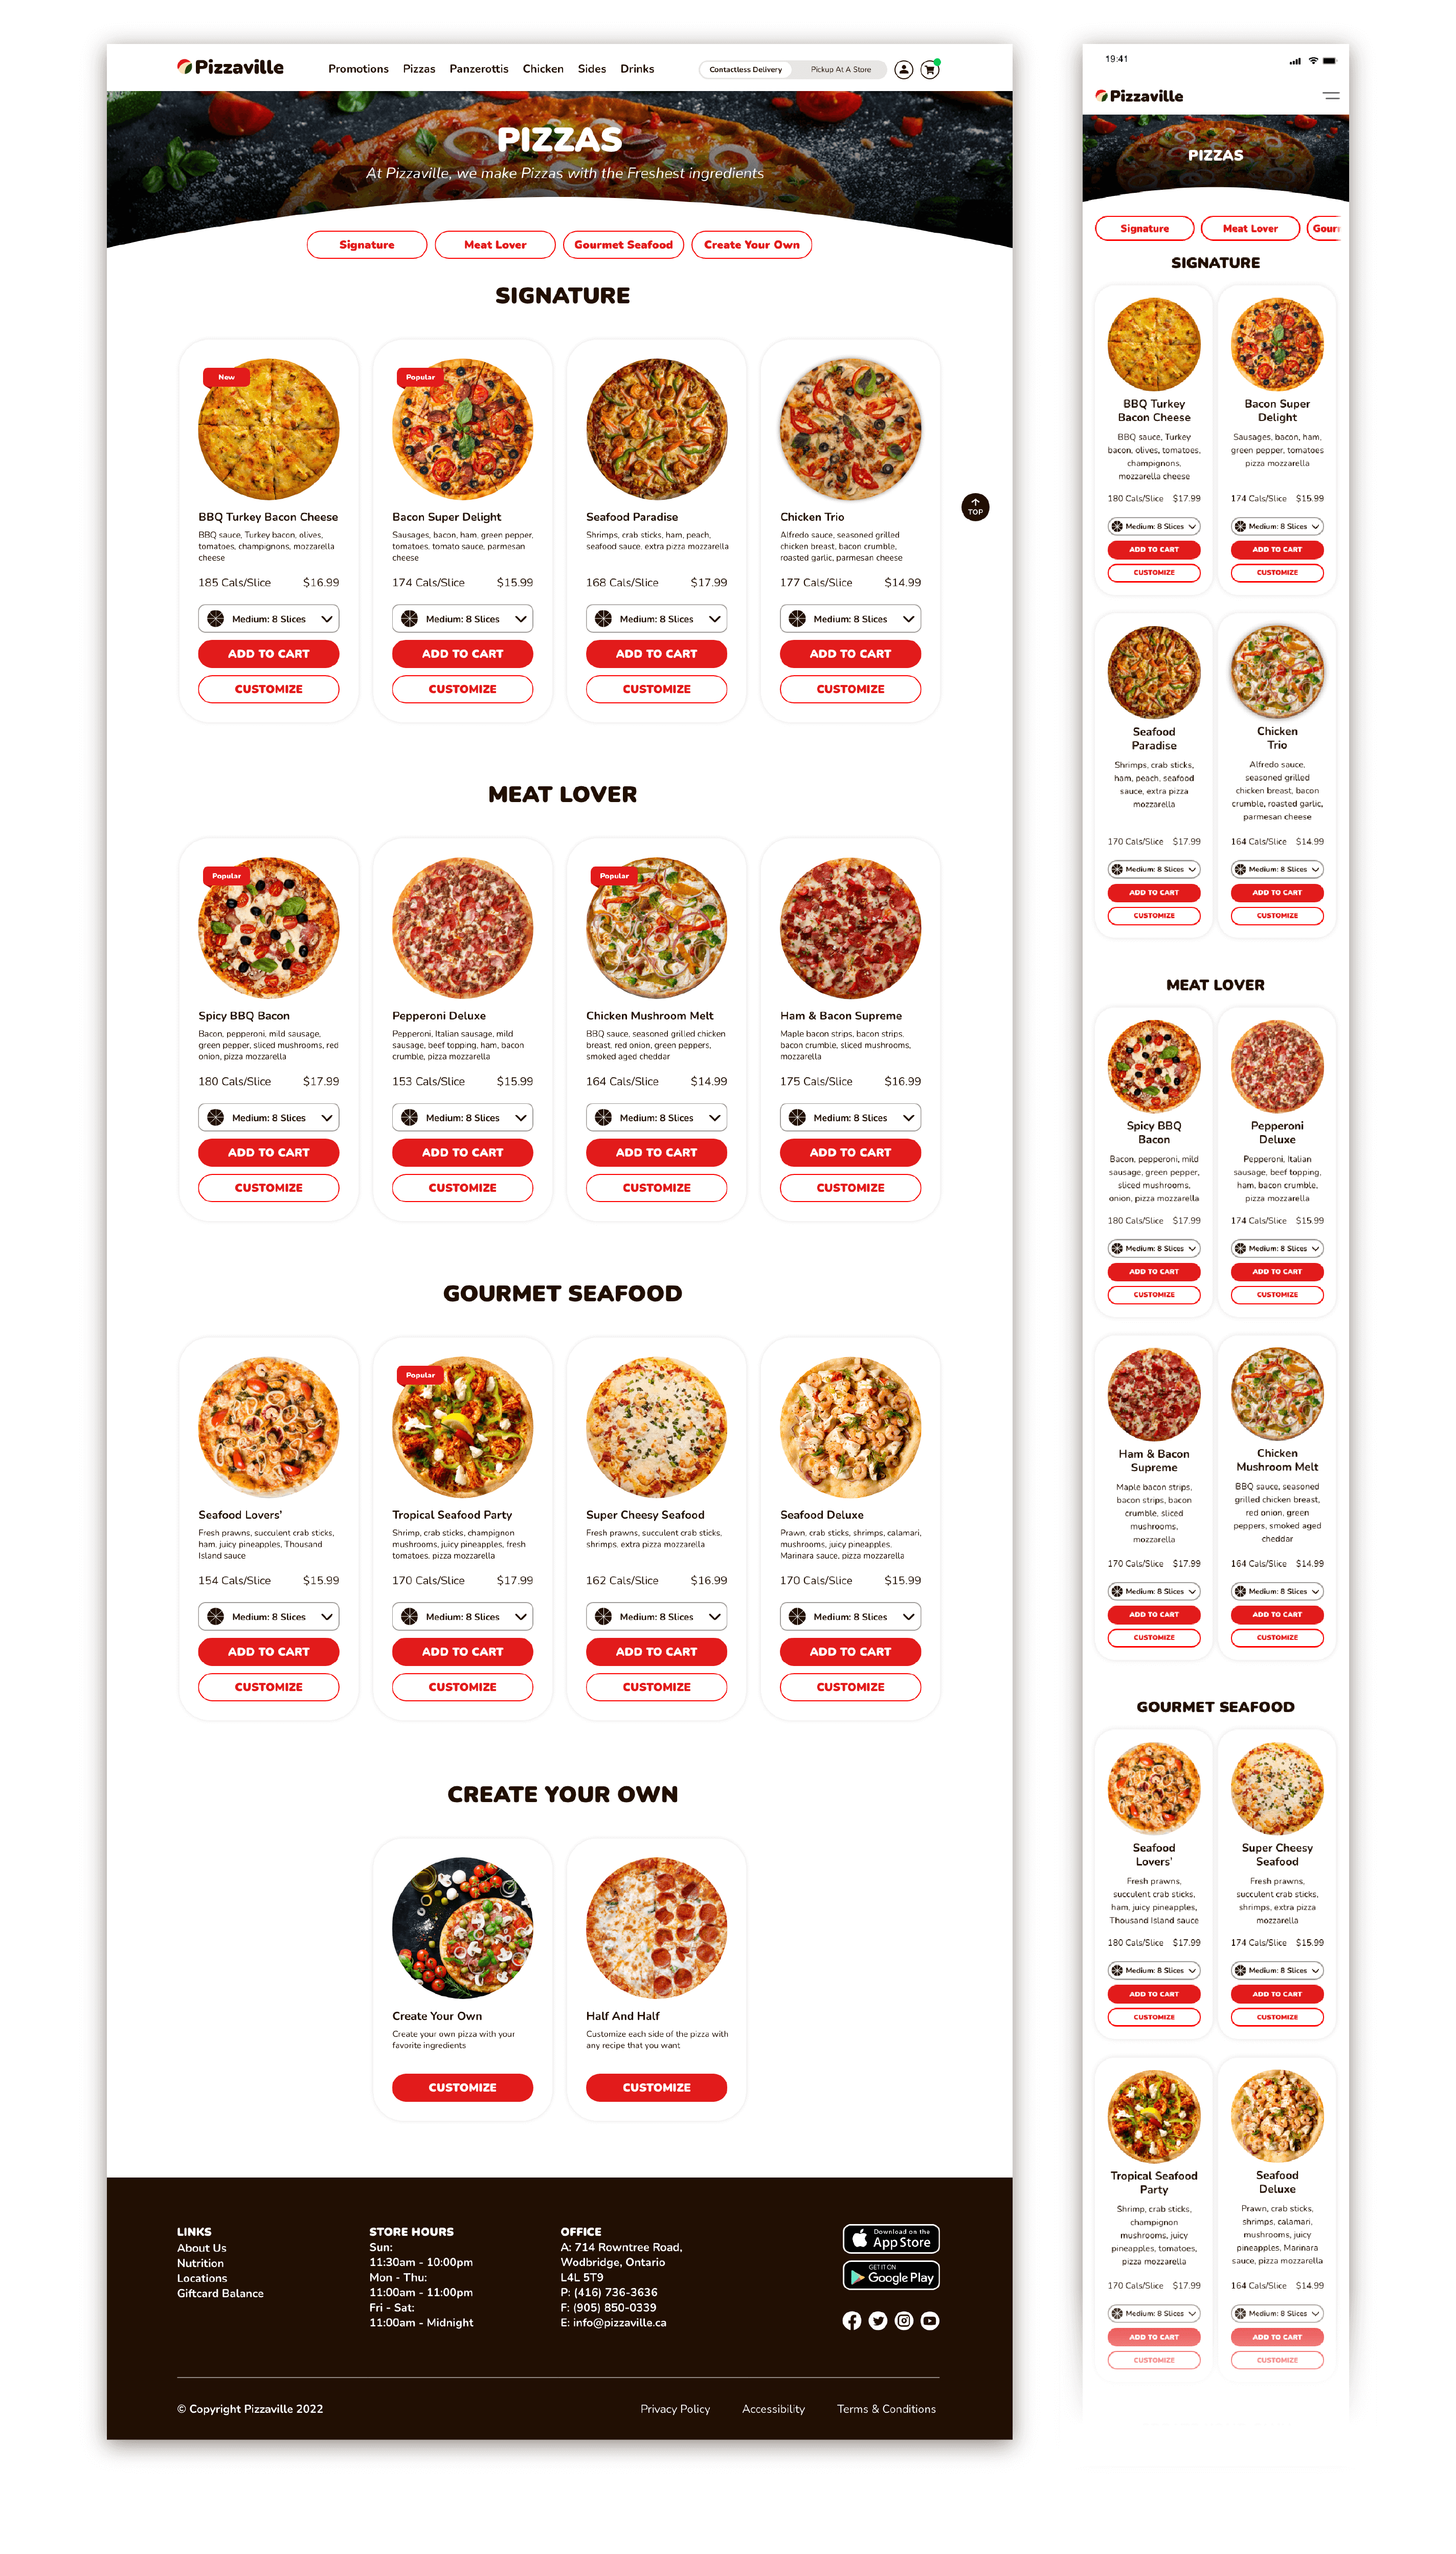 Pizzaville
Promotions Pizzas Panzerottis Chicken Sides Drinks
Contactless Delivery Pickup At A Store
PIZZAS
At Pizzaville, we make Pizzas with the Freshest ingredients
Signature Meat Lover Gourmet Seafood Create Your Own
SIGNATURE
New
BBQ Turkey Bacon Cheese
BBQ sauce, Turkey bacon, olives,
tomatoes, champignons, mozzarella
cheese
185 Cals/Slice $16.99
Medium: 8 Slices
ADD TO CART
CUSTOMIZE
Popular
Bacon Super Delight
Sausages, bacon, ham, green pepper,
tomatoes, tomato sauce, parmesan
cheese
174 Cals/Slice $15.99
Medium: 8 Slices
ADD TO CART
CUSTOMIZE
Seafood Paradise
Shrimps, crab sticks, ham, peach,
seafood sauce, extra pizza mozzarella
168 Cals/Slice $17.99
Medium: 8 Slices
ADD TO CART
CUSTOMIZE
Chicken Trio
Alfredo sauce, seasoned grilled
chicken breast, bacon crumble,
roasted garlic, parmesan cheese
177 Cals/Slice $14.99
Medium: 8 Slices
ADD TO CART
CUSTOMIZE
TOP
MEAT LOVER
Popular
Spicy BBQ Bacon
Bacon, pepperoni, mild sausage,
green pepper, sliced mushrooms, red
onion, pizza mozzarella
180 Cals/Slice $17.99
Medium: 8 Slices
ADD TO CART
CUSTOMIZE
Pepperoni Deluxe
Pepperoni, Italian sausage, mild
sausage, beef topping, ham, bacon
crumble, pizza mozzarella
153 Cals/Slice $15.99
Medium: 8 Slices
ADD TO CART
CUSTOMIZE
Popular
Chicken Mushroom Melt
BBQ sauce, seasoned grilled chicken
breast, red onion, green peppers,
smoked aged cheddar
164 Cals/Slice $14.99
Medium: 8 Slices
ADD TO CART
CUSTOMIZE
Ham & Bacon Supreme
Maple bacon strips, bacon strips,
bacon crumble, sliced mushrooms,
mozzarella
175 Cals/Slice $16.99
Medium: 8 Slices
ADD TO CART
CUSTOMIZE
GOURMET SEAFOOD
Seafood Lovers'
Fresh prawns, succulent crab sticks,
ham, juicy pineapples, Thousand
Island sauce
154 Cals/Slice $15.99
Medium: 8 Slices
ADD TO CART
CUSTOMIZE
Popular
Tropical Seafood Party
Shrimp, crab sticks, champignon
mushrooms, juicy pineapples, fresh
tomatoes, pizza mozzarella
170 Cals/Slice $17.99
Medium: 8 Slices
ADD TO CART
CUSTOMIZE
Super Cheesy Seafood
Fresh prawns, succulent crab sticks,
shrimps, extra pizza mozzarella
162 Cals/Slice $16.99
Medium: 8 Slices
ADD TO CART
CUSTOMIZE
Seafood Deluxe
Prawn, crab sticks, shrimps, calamari,
mushrooms, juicy pineapples,
Marinara sauce, pizza mozzarella
170 Cals/Slice $15.99
Medium: 8 Slices
ADD TO CART
CUSTOMIZE
CREATE YOUR OWN
Create Your Own
Create your own pizza with your
favorite ingredients
CUSTOMIZE
Half And Half
Customize each side of the pizza with
any recipe that you want
CUSTOMIZE
LINKS
About Us
Nutrition
Locations
Giftcard Balance
STORE HOURS
Sun:
11:30am - 10:00pm
Mon - Thu:
11:00am - 11:00pm
Fri - Sat:
11:00am - Midnight
OFFICE
A: 714 Rowntree Road,
Wodbridge, Ontario
L4L 5T9
P: (416) 736-3636
F: (905) 850-0339
E: info@pizzaville.ca
Download on the
App Store
GET IT ON
Google Play
© Copyright Pizzaville 2022
Privacy Policy Accessibility Terms & Conditions
19:41
Pizzaville
PIZZAS
Signature Meat Lover Gour
SIGNATURE
BBQ Turkey
Bacon Cheese
BBQ sauce, Turkey
bacon, olives, tomatoes,
champignons,
mozzarella cheese
180 Cals/Slice $17.99
Medium: 8 Slices
ADD TO CART
CUSTOMIZE
Bacon Super
Delight
Sausages, bacon, ham,
green pepper, tomatoes
pizza mozzarella
174 Cals/Slice $15.99
Medium: 8 Slices
ADD TO CART
CUSTOMIZE
Seafood
Paradise
Shrimps, crab sticks,
ham, peach, seafood
sauce, extra pizza
mozzarella
170 Cals/Slice $17.99
Medium: 8 Slices
ADD TO CART
CUSTOMIZE
Chicken
Trio
Alfredo sauce,
seasoned grilled
chicken breast, bacon
crumble, roasted garlic,
parmesan cheese
164 Cals/Slice $14.99
Medium: 8 Slices
ADD TO CART
CUSTOMIZE
MEAT LOVER
Spicy BBQ
Bacon
Bacon, pepperoni, mild
sausage, green pepper,
sliced mushrooms,
onion, pizza mozzarella
180 Cals/Slice $17.99
Medium: 8 Slices
ADD TO CART
CUSTOMIZE
Pepperoni
Deluxe
Pepperoni, Italian
sausage, beef topping,
ham, bacon crumble,
pizza mozzarella
174 Cals/Slice $15.99
Medium: 8 Slices
ADD TO CART
CUSTOMIZE
Ham & Bacon
Supreme
Maple bacon strips,
bacon strips, bacon
crumble, sliced
mushrooms,
mozzarella
170 Cals/Slice $17.99
Medium: 8 Slices
ADD TO CART
CUSTOMIZE
Chicken
Mushroom Melt
BBQ sauce, seasoned
grilled chicken breast,
red onion, green
peppers, smoked aged
cheddar
164 Cals/Slice $14.99
Medium: 8 Slices
ADD TO CART
CUSTOMIZE
GOURMET SEAFOOD
Seafood
Lovers'
Fresh prawns,
succulent crab sticks,
ham, juicy pineapples,
Thousand Island sauce
180 Cals/Slice $17.99
Medium: 8 Slices
ADD TO CART
CUSTOMIZE
Super Cheesy
Seafood
Fresh prawns,
succulent crab sticks,
shrimps, extra pizza
mozzarella
174 Cals/Slice $15.99
Medium: 8 Slices
ADD TO CART
CUSTOMIZE
Tropical Seafood
Party
Shrimp, crab sticks,
champignon
mushrooms, juicy
pineapples, tomatoes,
pizza mozzarella
170 Cals/Slice $17.99
Medium: 8 Slices
ADD TO CART
CUSTOMIZE
Seafood
Deluxe
Prawn, crab sticks,
shrimps, calamari,
mushrooms, juicy
pineapples, Marinara
sauce, pizza mozzarella
164 Cals/Slice $14.99
Medium: 8 Slices
ADD TO CART
CUSTOMIZE